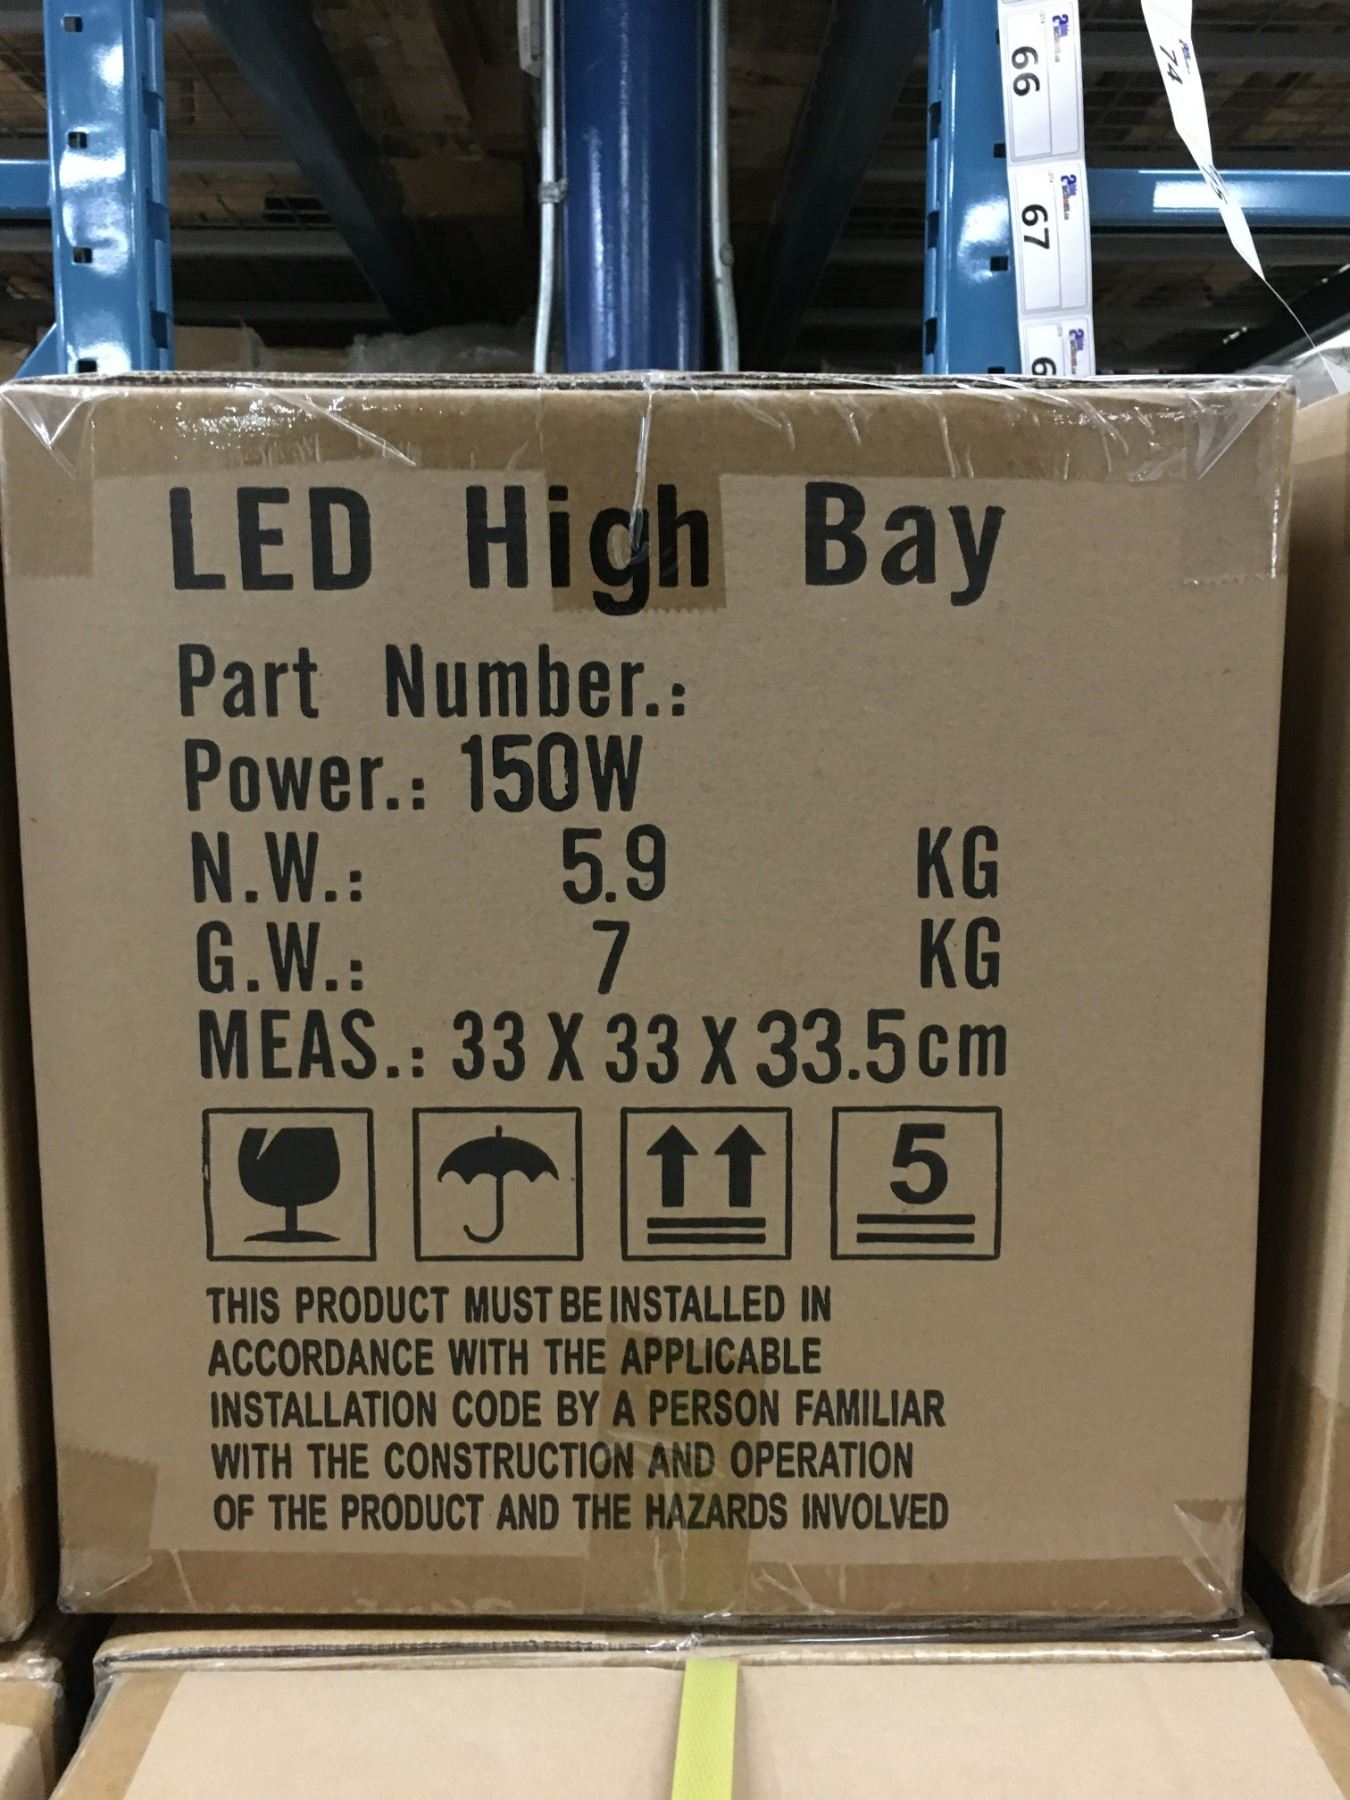 66
67
6
74
LED High Bay
Part Number.:
Power.: 150W
N.W.: 5.9 KG
G.W.: 7 KG
MEAS.: 33 X 33 X 33.5cm
5
THIS PRODUCT MUST BE INSTALLED IN
ACCORDANCE WITH THE APPLICABLE
INSTALLATION CODE BY A PERSON FAMILIAR
WITH THE CONSTRUCTION AND OPERATION
OF THE PRODUCT AND THE HAZARDS INVOLVED